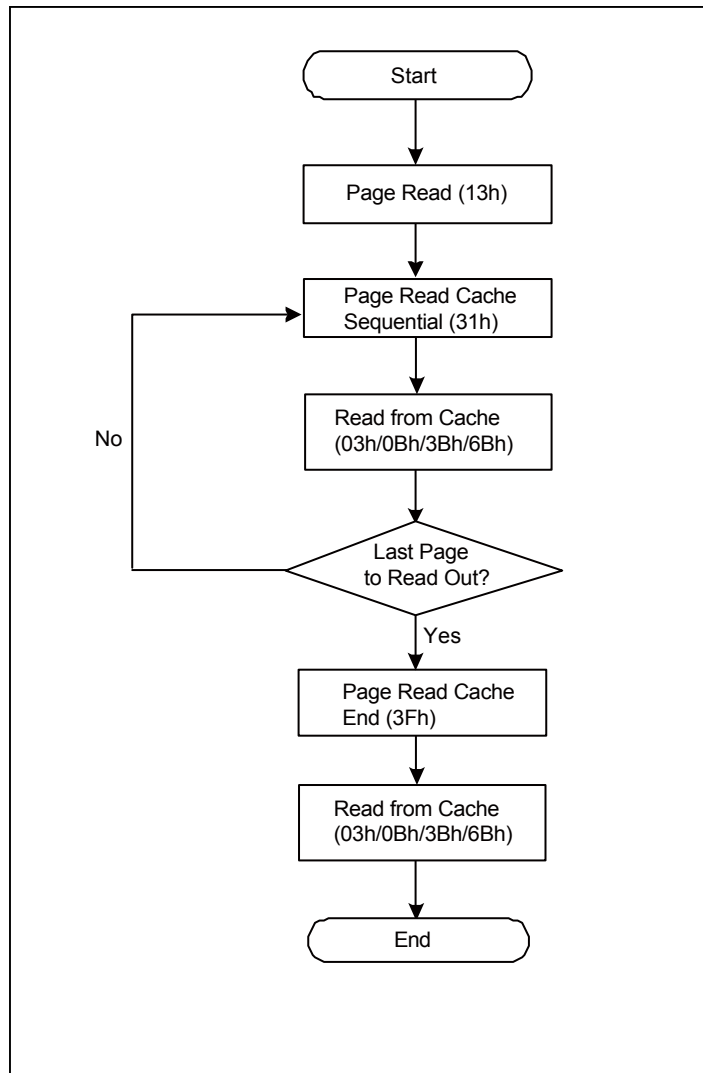 Start
Page Read (13h)
Page Read Cache
Sequential (31h)
Read from Cache
(03h/0Bh/3Bh/6Bh)
No
Last Page
to Read Out?
Yes
Page Read Cache
End (3Fh)
Read from Cache
(03h/0Bh/3Bh/6Bh)
End